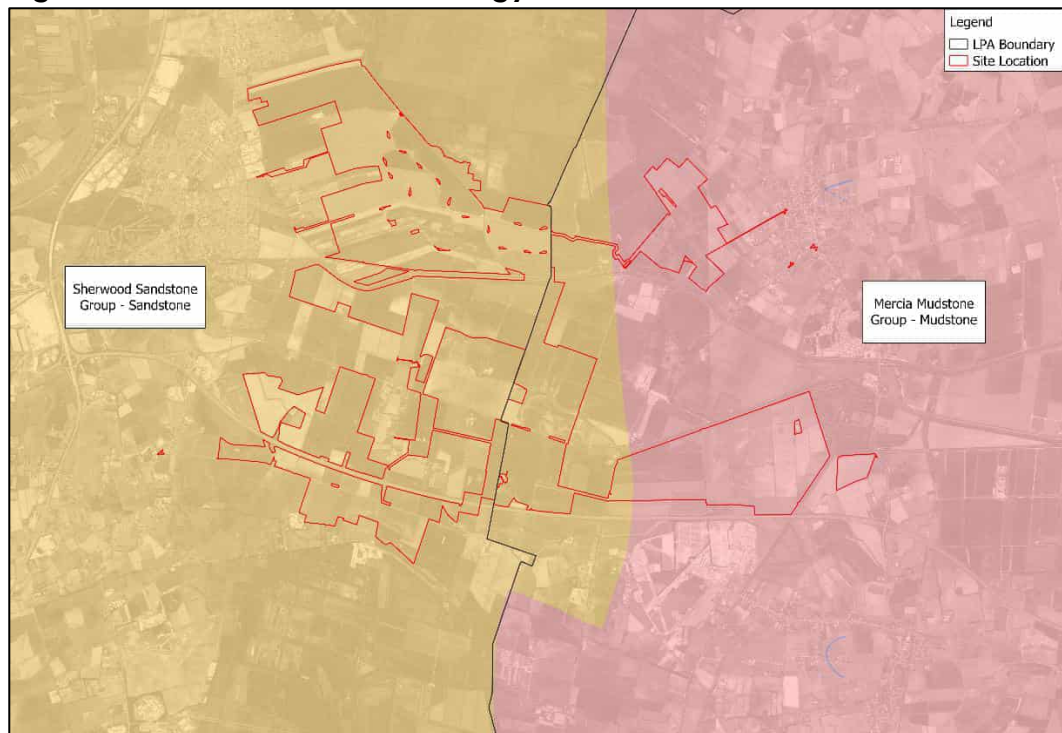 Legend
LPA Boundary
Site Location
Sherwood Sandstone
Group - Sandstone
Mercia Mudstone
Group - Mudstone